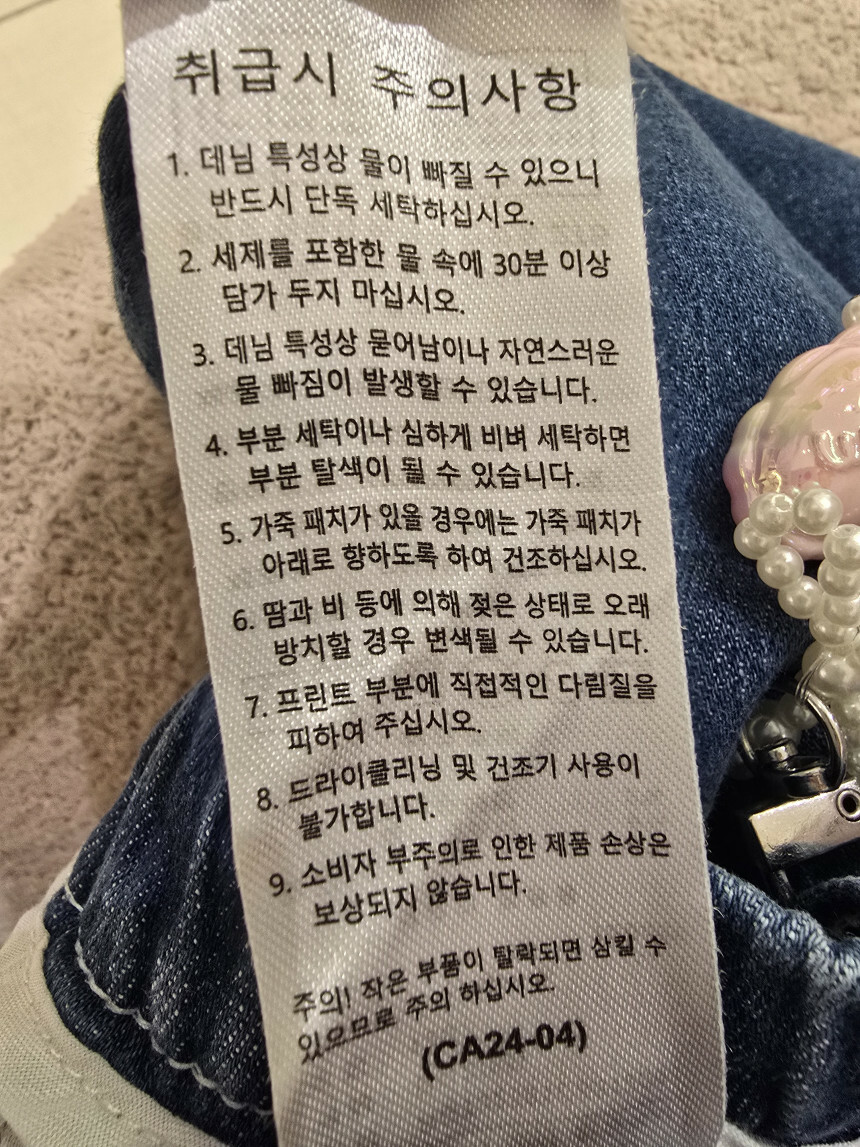 취급시 주의사항
1. 데님 특성상 물이 빠질 수 있으니
반드시 단독 세탁하십시오.
2. 세제를 포함한 물 속에 30분 이상
담가 두지 마십시오.
3. 데님 특성상 묻어남이나 자연스러운
물 빠짐이 발생할 수 있습니다.
4. 부분 세탁이나 심하게 비벼 세탁하면
부분 탈색이 될 수 있습니다.
5. 가죽 패치가 있을 경우에는 가죽 패치가
아래로 향하도록 하여 건조하십시오.
6. 땀과 비 등에 의해 젖은 상태로 오래
방치할 경우 변색될 수 있습니다.
7. 프린트 부분에 직접적인 다림질을
피하여 주십시오.
8. 드라이클리닝 및 건조기 사용이
불가합니다.
9. 소비자 부주의로 인한 제품 손상은
보상되지 않습니다.
주의! 작은 부품이 탈락되면 삼킬 수
있으므로 주의 하십시오.
(CA24-04)